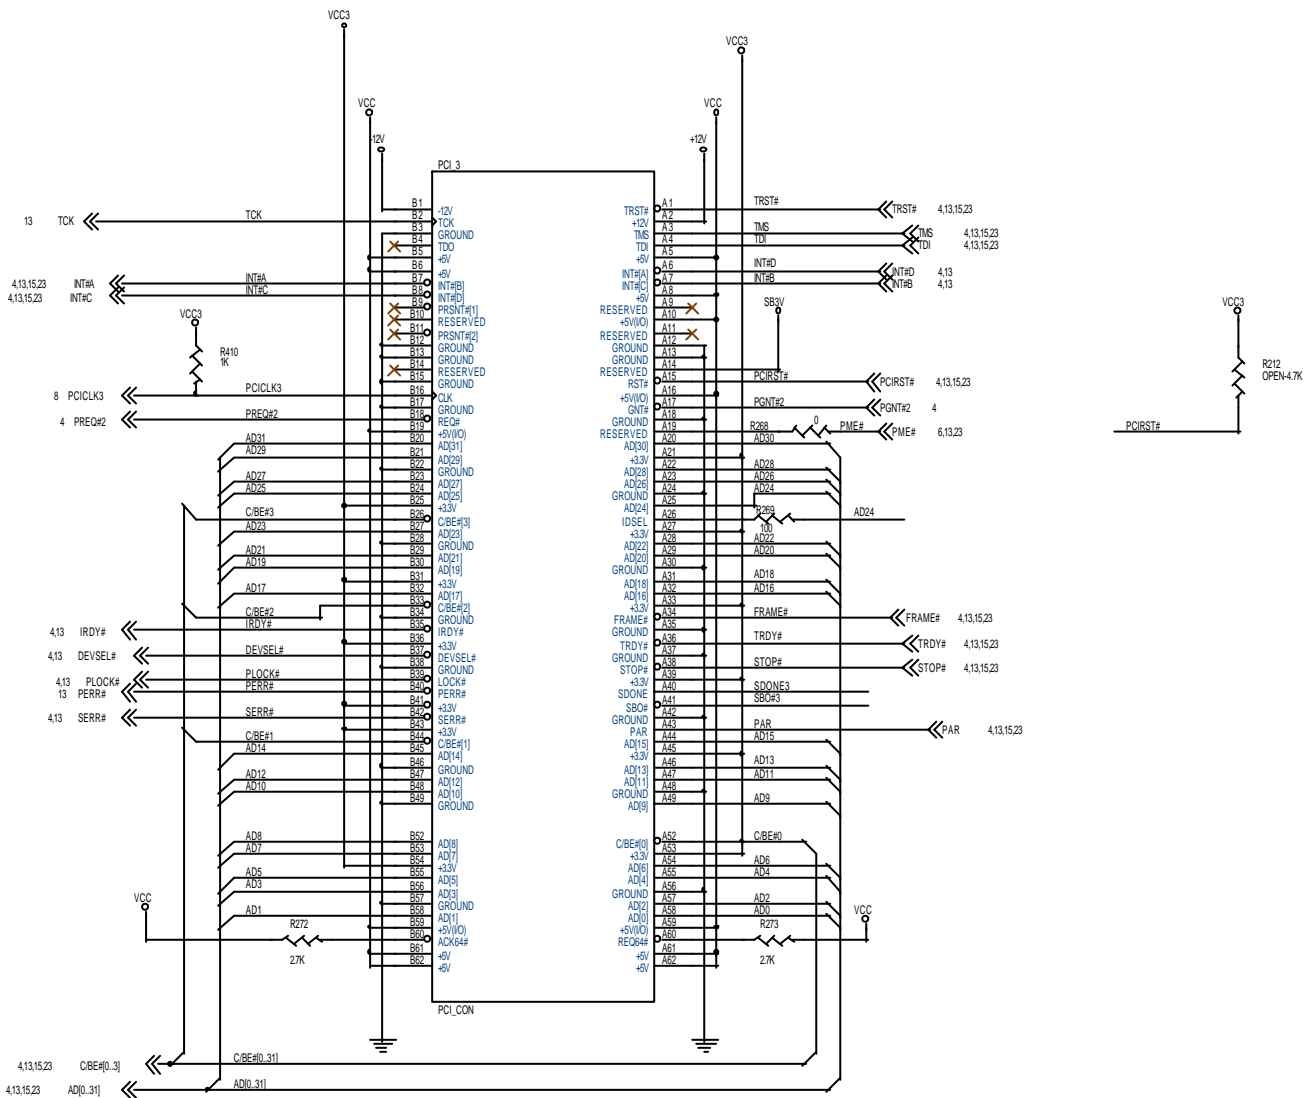 VCC3
VCC3
VCC
VCC
-12V
+12V
PCI_3
13 TCK
TCK
B1 -12V
B2 TCK
B3 GROUND
B4 TDO
B5 +5V
B6 +5V
B7 INT#[B]
B8 INT#[D]
B9 PRSNT#[1]
B10 RESERVED
B11 PRSNT#[2]
B12 GROUND
B13 GROUND
B14 RESERVED
B15 GROUND
B16 CLK
B17 GROUND
B18 REQ#
B19 +5V(I/O)
B20 AD[31]
B21 AD[29]
B22 GROUND
B23 AD[27]
B24 AD[25]
B25 +3.3V
B26 C/BE#[3]
B27 AD[23]
B28 GROUND
B29 AD[21]
B30 AD[19]
B31 +3.3V
B32 AD[17]
B33 C/BE#[2]
B34 GROUND
B35 IRDY#
B36 +3.3V
B37 DEVSEL#
B38 GROUND
B39 LOCK#
B40 PERR#
B41 +3.3V
B42 SERR#
B43 +3.3V
B44 C/BE#[1]
B45 AD[14]
B46 GROUND
B47 AD[12]
B48 AD[10]
B49 GROUND
B52 AD[8]
B53 AD[7]
B54 +3.3V
B55 AD[5]
B56 AD[3]
B57 GROUND
B58 AD[1]
B59 +5V(I/O)
B60 ACK64#
B61 +5V
B62 +5V
PCI_CON
4,13,15,23 INT#A
INT#A
4,13,15,23 INT#C
INT#C
VCC3
R410
1K
8 PCICLK3
PCICLK3
4 PREQ#2
PREQ#2
AD31
AD29
AD27
AD25
C/BE#3
AD23
AD21
AD19
AD17
C/BE#2
4,13 IRDY#
IRDY#
4,13 DEVSEL#
DEVSEL#
4,13 PLOCK#
PLOCK#
13 PERR#
PERR#
4,13 SERR#
SERR#
C/BE#1
AD14
AD12
AD10
AD8
AD7
AD5
AD3
VCC
AD1
R272
2.7K
4,13,15,23 C/BE#[0..3]
C/BE#[0..31]
4,13,15,23 AD[0..31]
AD[0..31]
TRST# A1
+12V A2
TMS A3
TDI A4
+5V A5
INT#[A] A6
INT#[C] A7
+5V A8
RESERVED A9
+5V(I/O) A10
RESERVED A11
GROUND A12
GROUND A13
RESERVED A14
RST# A15
+5V(I/O) A16
GNT# A17
GROUND A18
RESERVED A19
AD[30] A20
+3.3V A21
AD[28] A22
AD[26] A23
GROUND A24
AD[24] A25
IDSEL A26
+3.3V A27
AD[22] A28
AD[20] A29
GROUND A30
AD[18] A31
AD[16] A32
+3.3V A33
FRAME# A34
GROUND A35
TRDY# A36
GROUND A37
STOP# A38
+3.3V A39
SDONE A40
SBO# A41
GROUND A42
PAR A43
AD[15] A44
+3.3V A45
AD[13] A46
AD[11] A47
GROUND A48
AD[9] A49
C/BE#[0] A52
+3.3V A53
AD[6] A54
AD[4] A55
GROUND A56
AD[2] A57
AD[0] A58
+5V(I/O) A59
REQ64# A60
+5V A61
+5V A62
TRST#
TRST# 4,13,15,23
TMS
TMS 4,13,15,23
TDI
TDI 4,13,15,23
INT#D
INT#D 4,13
INT#B
INT#B 4,13
SB3V
PCIRST#
PCIRST# 4,13,15,23
PGNT#2
PGNT#2 4
R268
0
PME#
PME# 6,13,23
AD30
AD28
AD26
AD24
R269
100
AD24
AD22
AD20
AD18
AD16
FRAME#
FRAME# 4,13,15,23
TRDY#
TRDY# 4,13,15,23
STOP#
STOP# 4,13,15,23
SDONE3
SBO#3
PAR
PAR 4,13,15,23
AD15
AD13
AD11
AD9
C/BE#0
AD6
AD4
AD2
AD0
VCC
R273
2.7K
VCC3
R212
OPEN-4.7K
PCIRST#